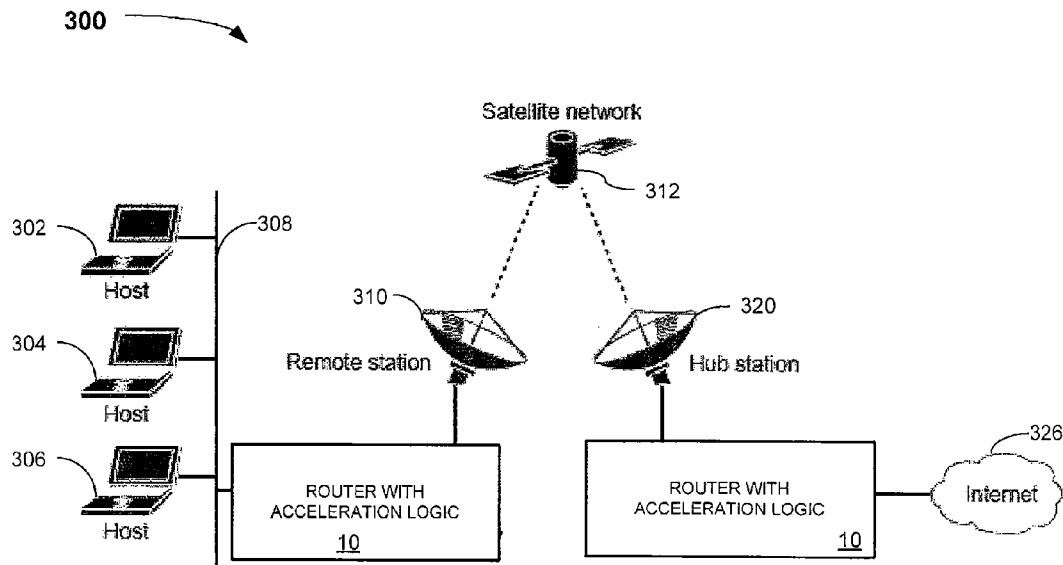 300
Satellite network
312
302
308
Host
310
320
304
Remote station
Hub station
Host
306
326
ROUTER WITH
ACCELERATION LOGIC
10
ROUTER WITH
ACCELERATION LOGIC
10
Internet
Host